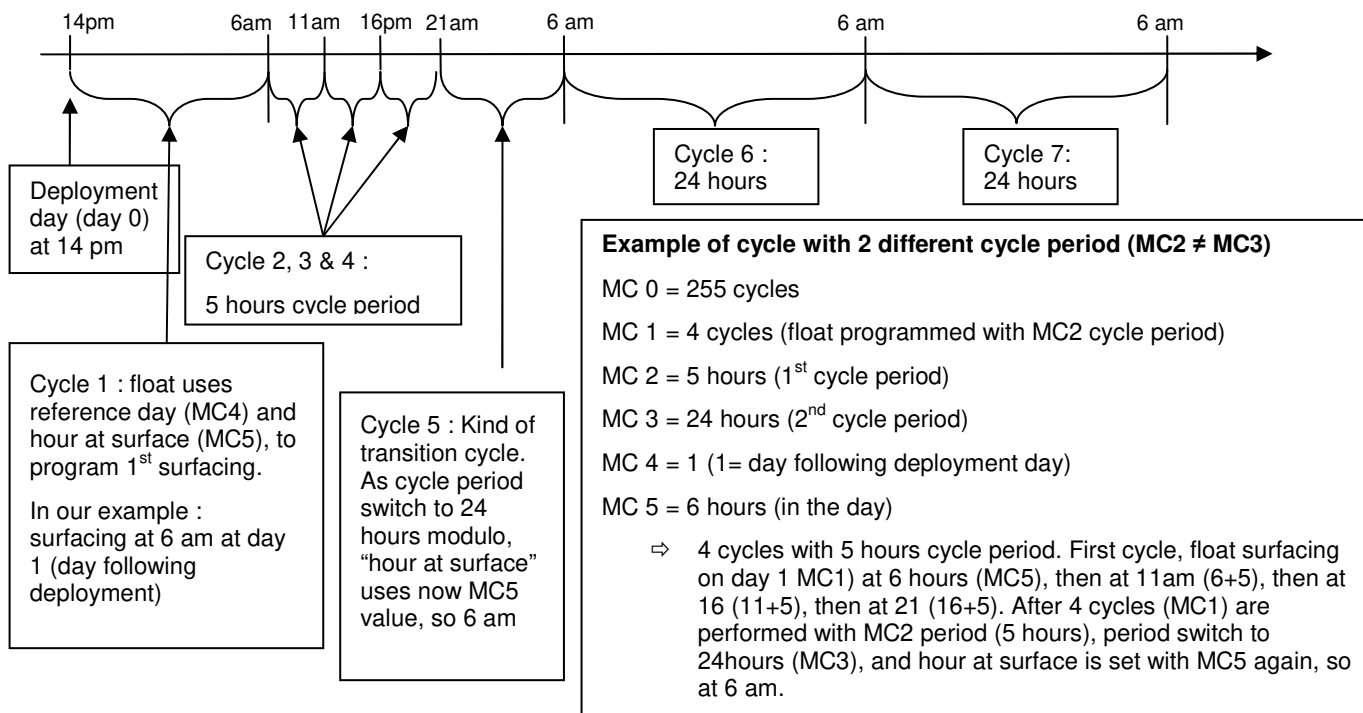 14pm 6am 11am 16pm 21am 6 am 6 am 6 am
Deployment
day (day 0)
at 14 pm
Cycle 2, 3 & 4 :
5 hours cycle period
Cycle 6 :
24 hours
Cycle 7:
24 hours
Cycle 1 : float uses
reference day (MC4) and
hour at surface (MC5), to
program 1st surfacing.
In our example :
surfacing at 6 am at day
1 (day following
deployment)
Cycle 5 : Kind of
transition cycle.
As cycle period
switch to 24
hours modulo,
“hour at surface”
uses now MC5
value, so 6 am
Example of cycle with 2 different cycle period (MC2 ≠ MC3)
MC 0 = 255 cycles
MC 1 = 4 cycles (float programmed with MC2 cycle period)
MC 2 = 5 hours (1st cycle period)
MC 3 = 24 hours (2nd cycle period)
MC 4 = 1 (1= day following deployment day)
MC 5 = 6 hours (in the day)
⇨ 4 cycles with 5 hours cycle period. First cycle, float surfacing
on day 1 MC1) at 6 hours (MC5), then at 11am (6+5), then at
16 (11+5), then at 21 (16+5). After 4 cycles (MC1) are
performed with MC2 period (5 hours), period switch to
24hours (MC3), and hour at surface is set with MC5 again, so
at 6 am.